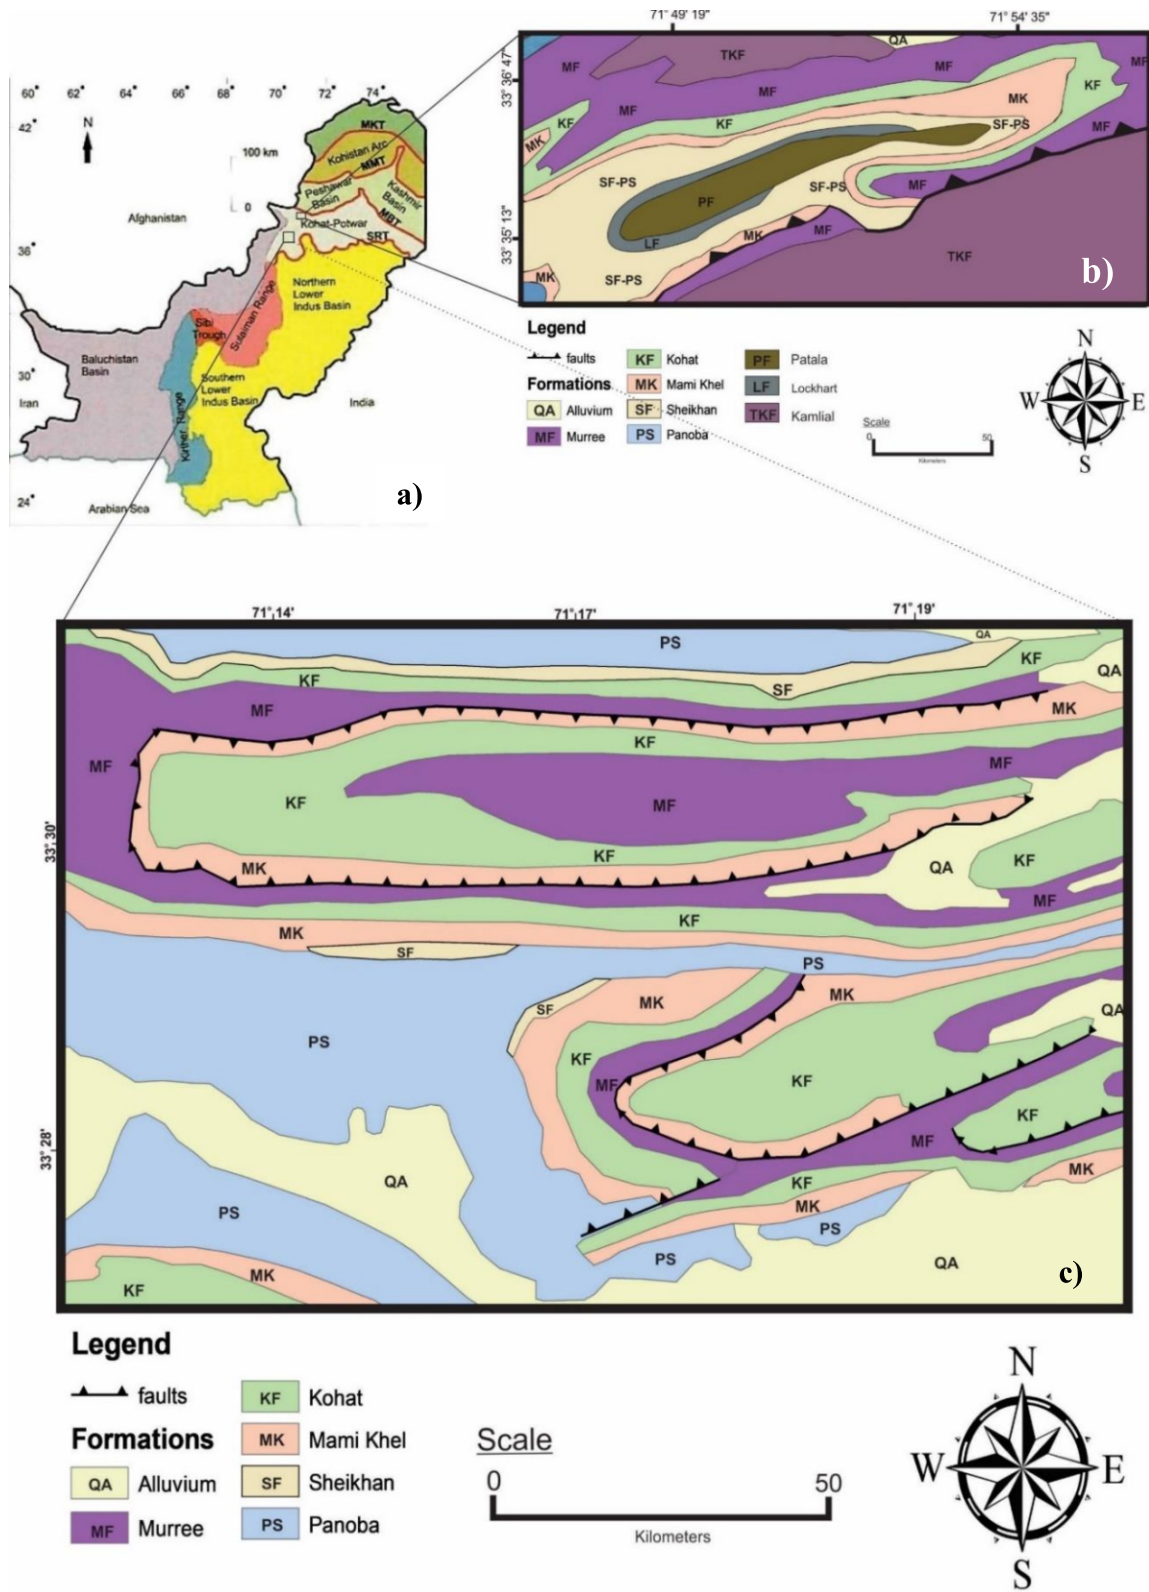 60° 62° 64° 66° 68° 70° 72° 74°
42°
N
100 km
0
MKT
Kohistan Arc
MMT
Peshawar
Basin
Kashmir
Basin
MBT
Kohat-Potwar
SRT
Afghanistan
36°
Northern
Lower
Indus Basin
Sulaiman Range
Sibi
Trough
Baluchistan
Basin
30°
Iran
Southern
Lower
Indus Basin
India
Kirther Range
24°
Arabian Sea
a)
71° 49' 19" 71° 54' 35"
33° 36' 47"
33° 35' 13"
QA
TKF
MF
MF
MF
MF
MF
KF
MK
KF
MK
KF
SF-PS
MF
MK
SF-PS
SF-PS
MF
PF
LF
MK
MF
TKF
MK
SF-PS
b)
Legend
faults
Formations
QA Alluvium
MF Murree
KF Kohat
MK Mami Khel
SF Sheikhan
PS Panoba
PF Patala
LF Lockhart
TKF Kamlial
Scale
0 50
Kilometers
N
W E
S
71° 14' 71° 17' 71° 19'
33° 30'
33° 28'
PS
QA
KF
QA
KF
SF
MF
MK
KF
MF
MF
KF
MF
KF
MK
QA
KF
MF
KF
MK
SF
PS
MK
MK
SF
QA
PS
KF
MF
KF
KF
MF
QA
KF
MK
PS
MK
PS
PS
QA
MK
KF
c)
Legend
faults
Formations
QA Alluvium
MF Murree
KF Kohat
MK Mami Khel
SF Sheikhan
PS Panoba
Scale
0 50
Kilometers
N
W E
S